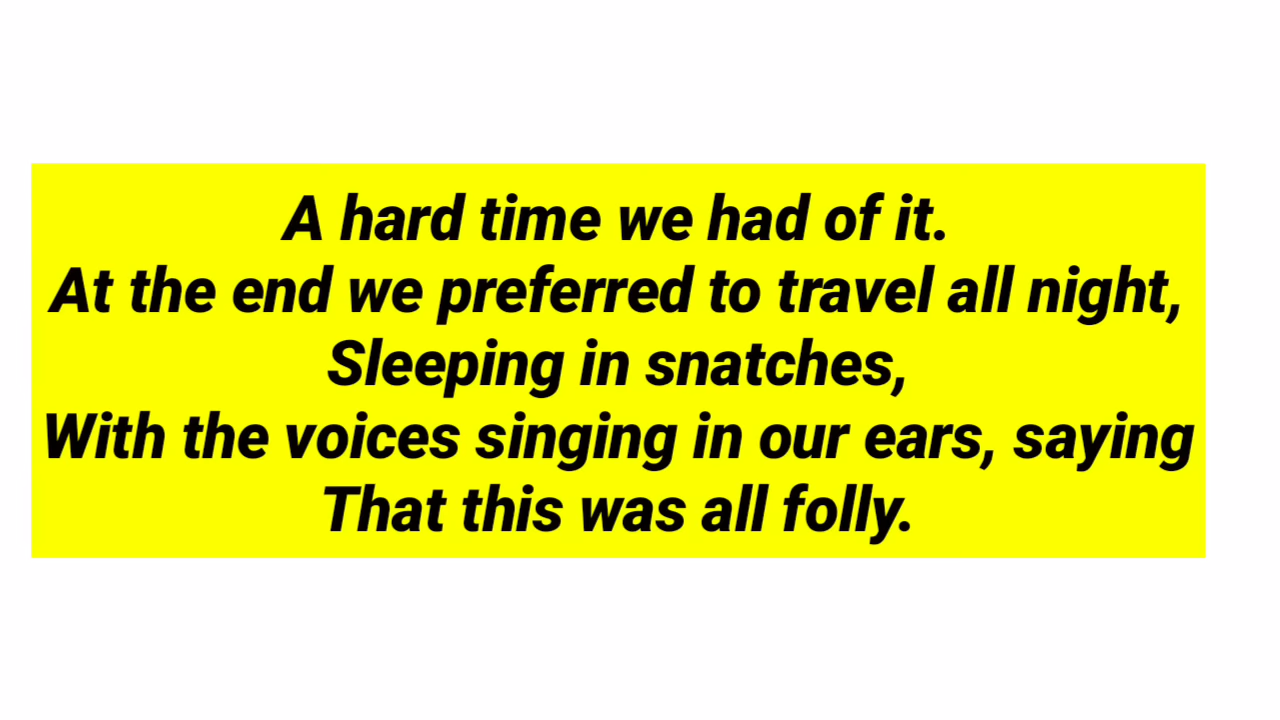 A hard time we had of it.
At the end we preferred to travel all night,
Sleeping in snatches,
With the voices singing in our ears, saying
That this was all folly.